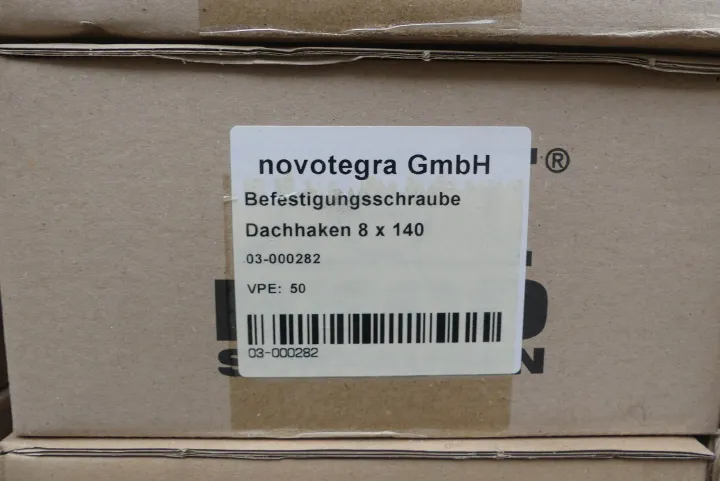 novotegra GmbH
®
Befestigungsschraube
Dachhaken 8 x 140
03-000282
VPE: 50
03-000282